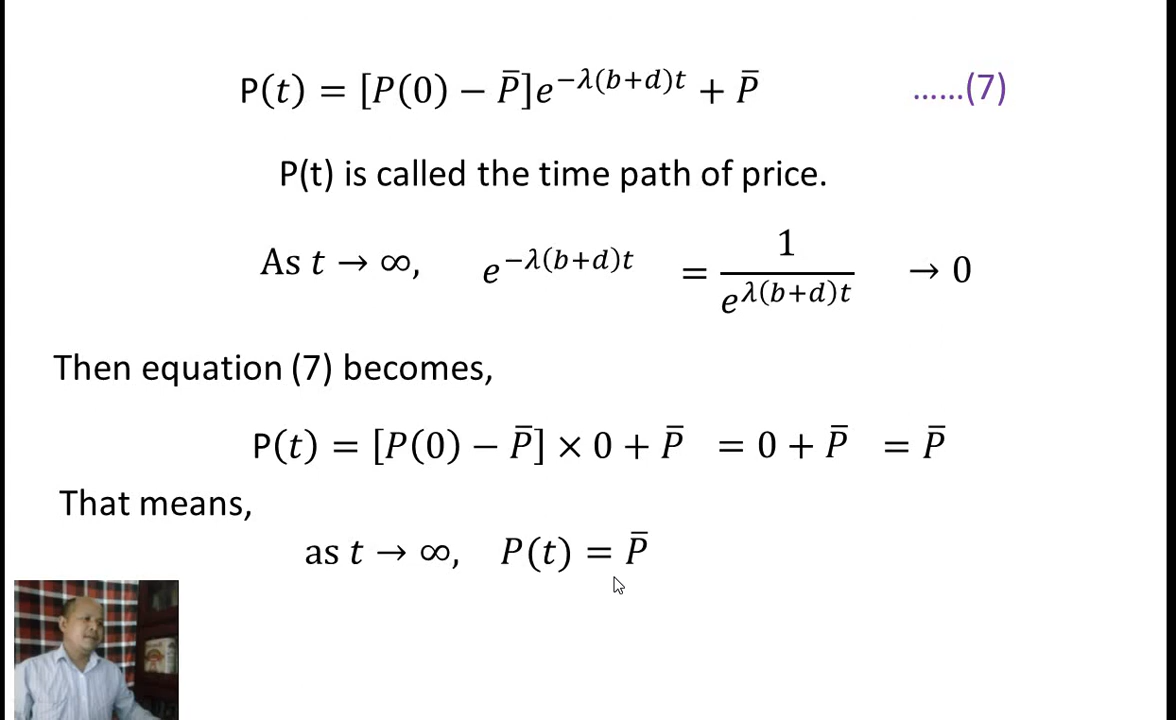 P(t) = [P(0) − P̄]e^{−λ(b+d)t} + P̄ ......(7)
P(t) is called the time path of price.
As t → ∞, e^{−λ(b+d)t} = 1/e^{λ(b+d)t} → 0
Then equation (7) becomes,
P(t) = [P(0) − P̄] × 0 + P̄ = 0 + P̄ = P̄
That means,
as t → ∞, P(t) = P̄